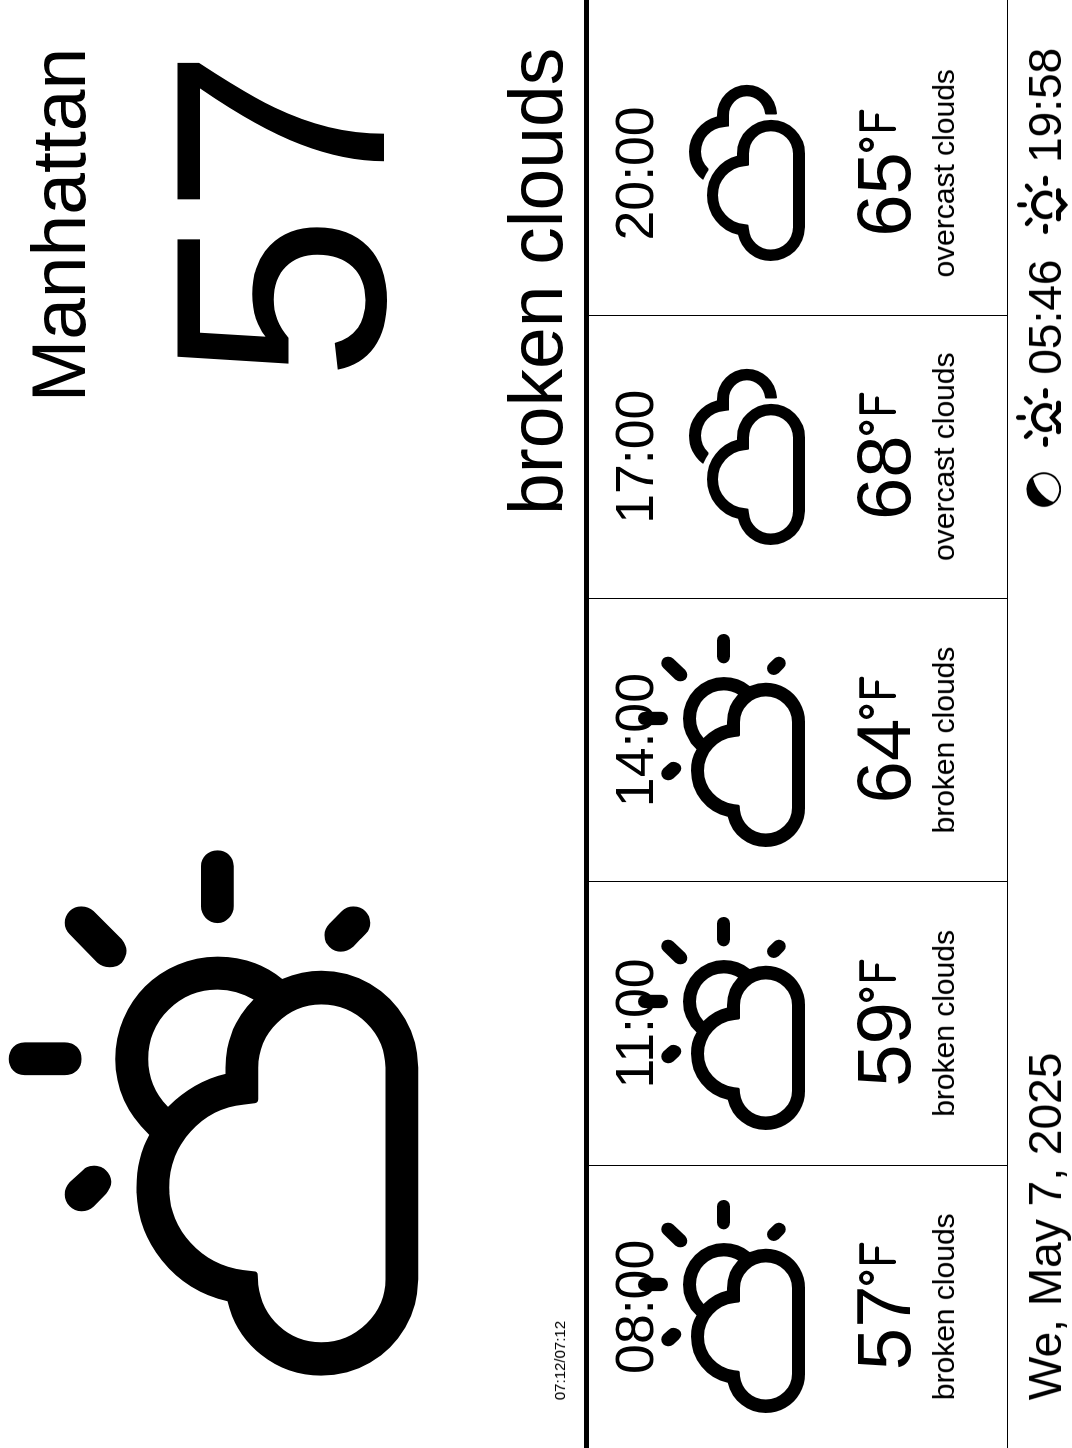 Manhattan
57
broken clouds
07:12/07:12
08:00
57°F
broken clouds
11:00
59°F
broken clouds
14:00
64°F
broken clouds
17:00
68°F
overcast clouds
20:00
65°F
overcast clouds
We, May 7, 2025
05:46
19:58